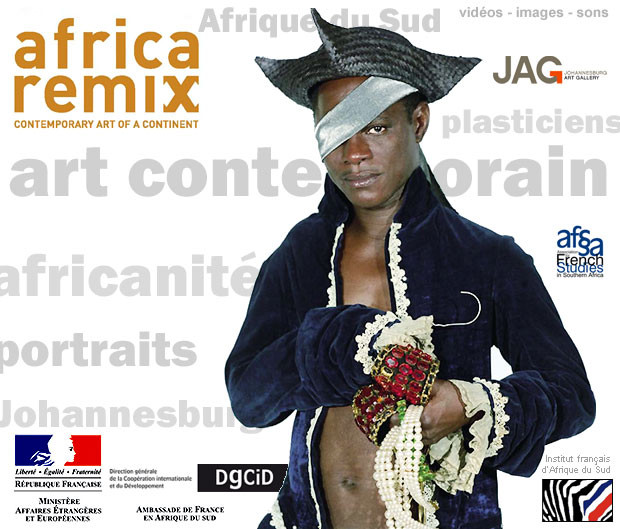 africa
remix
CONTEMPORARY ART OF A CONTINENT
Afrique du Sud
vidéos - images - sons
JAG
JOHANNESBURG
ART GALLERY
plasticiens
art conte orain
africanité
afssa
French
Studies
in Southern Africa
portraits
Johannesburg
Liberté • Égalité • Fraternité
RÉPUBLIQUE FRANÇAISE
MINISTÈRE
AFFAIRES ÉTRANGÈRES
ET EUROPÉENNES
Direction générale
de la Coopération internationale
et du Développement
DgCiD
AMBASSADE DE FRANCE
EN AFRIQUE DU SUD
Institut français
d'Afrique du Sud